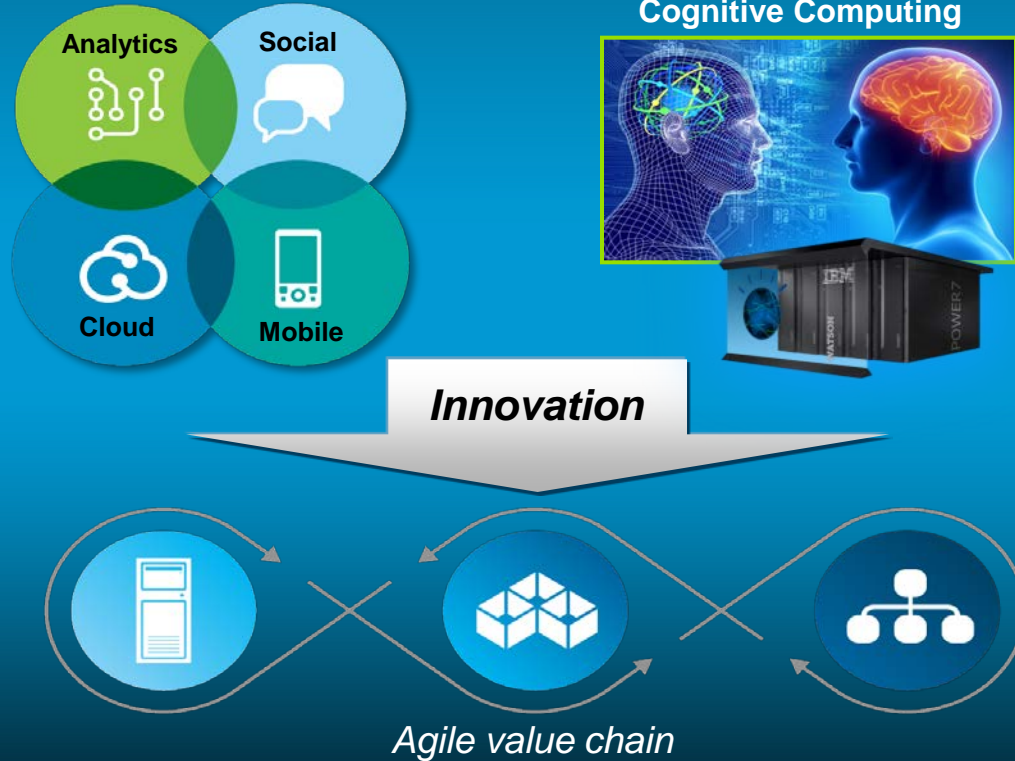 Cognitive Computing
Analytics
Social
Cloud
Mobile
IBM
WATSON
POWER7
Innovation
Agile value chain